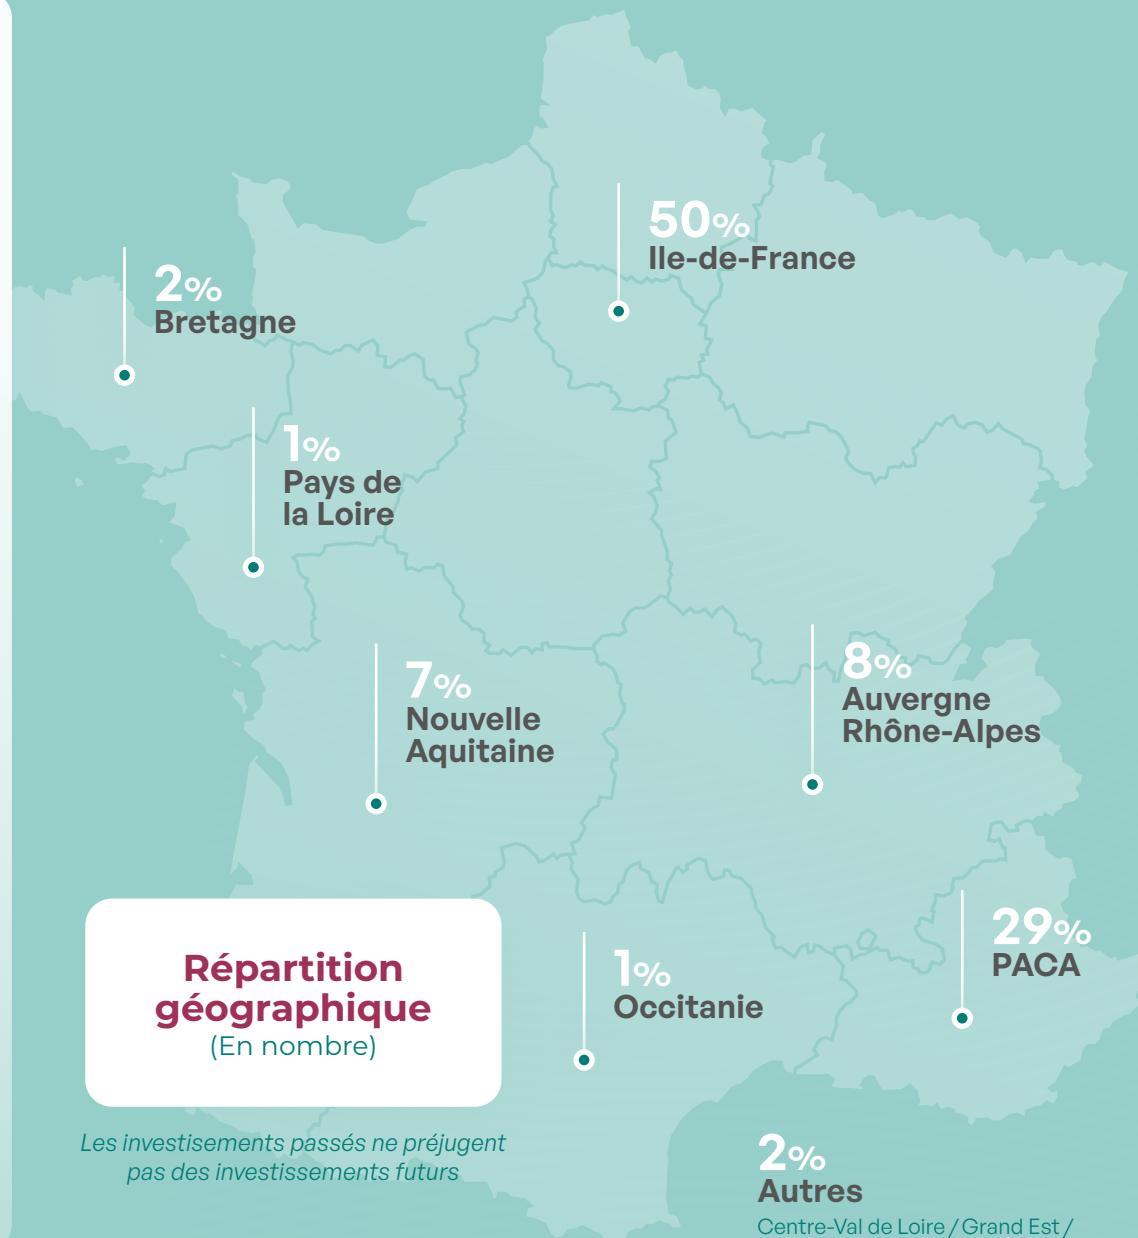 50%
Ile-de-France
2%
Bretagne
1%
Pays de
la Loire
7%
Nouvelle
Aquitaine
8%
Auvergne
Rhône-Alpes
29%
PACA
1%
Occitanie
Répartition
géographique
(En nombre)
Les investisements passés ne préjugent
pas des investissements futurs
2%
Autres
Centre-Val de Loire / Grand Est /